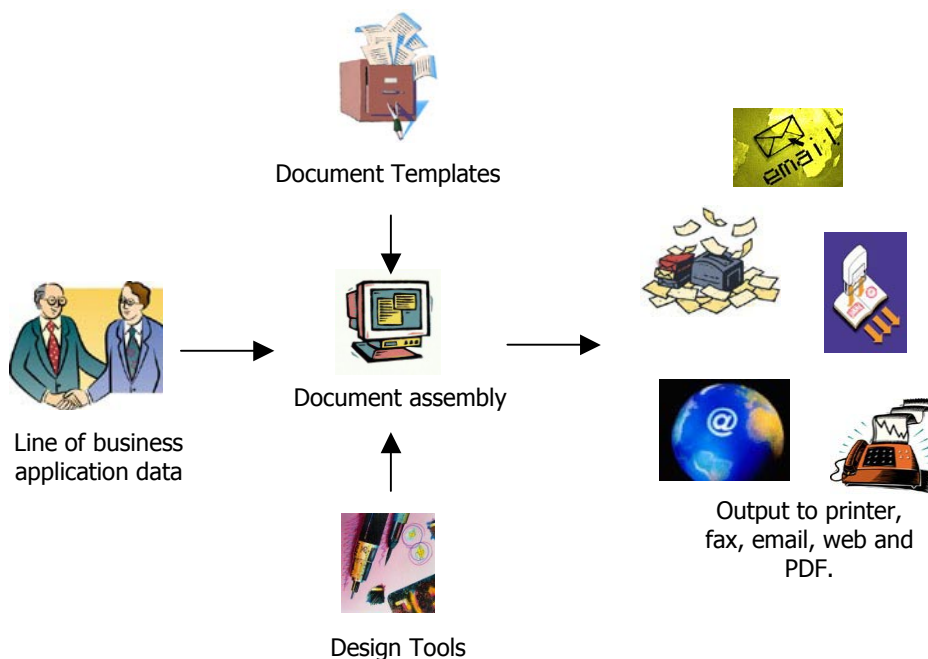 Document Templates
email
Line of business
application data
Document assembly
Design Tools
@
Output to printer,
fax, email, web and
PDF.